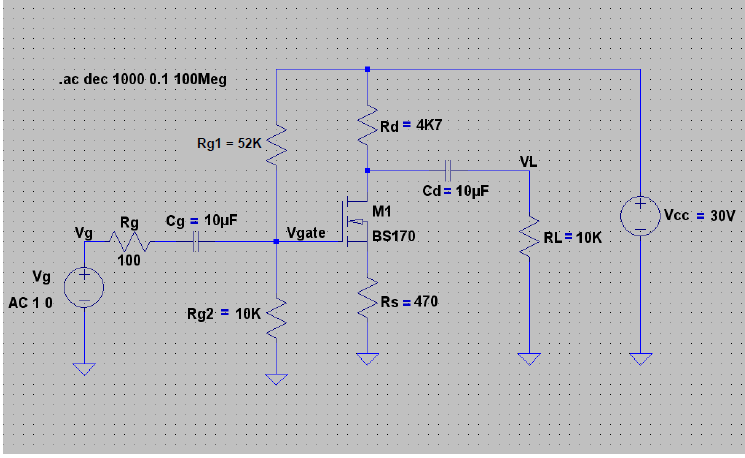 .ac dec 1000 0.1 100Meg
Rg1 = 52K
Rd = 4K7
VL
Cd = 10µF
Vg
Rg
100
Cg = 10µF
Vgate
M1
BS170
RL = 10K
Vcc = 30V
Vg
AC 1 0
Rg2 = 10K
Rs = 470